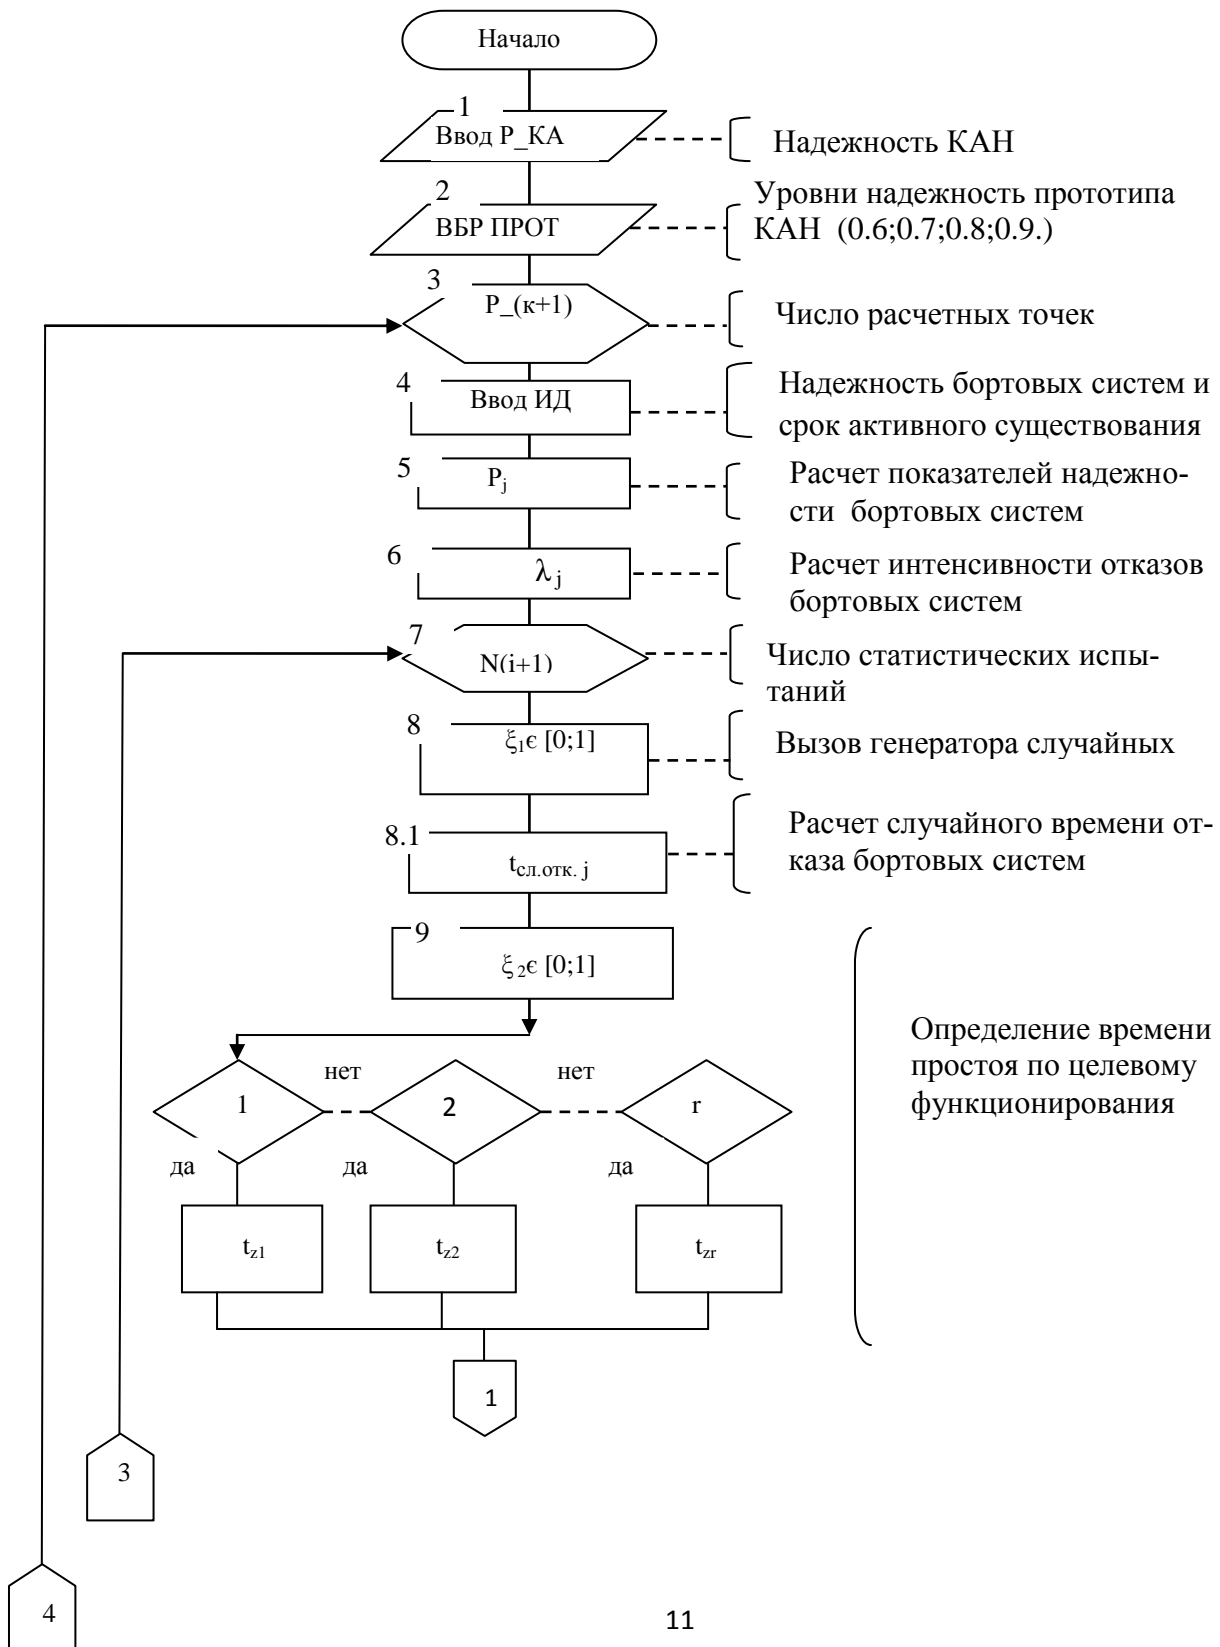 Начало
1
Ввод Р_КА
Надежность КАН
2
ВБР ПРОТ
Уровни надежность прототипа
КАН (0.6;0.7;0.8;0.9.)
3
Р_(к+1)
Число расчетных точек
4
Ввод ИД
Надежность бортовых систем и
срок активного существования
5
Pj
Расчет показателей надежно-
сти бортовых систем
6
λ j
Расчет интенсивности отказов
бортовых систем
7
N(i+1)
Число статистических испы-
таний
8
ξ1є [0;1]
Вызов генератора случайных
8.1
tсл.отк. j
Расчет случайного времени от-
каза бортовых систем
9
ξ 2є [0;1]
Определение времени
простоя по целевому
функционирования
1
нет
2
нет
r
да
да
да
tz1
tz2
tzr
1
3
4
11